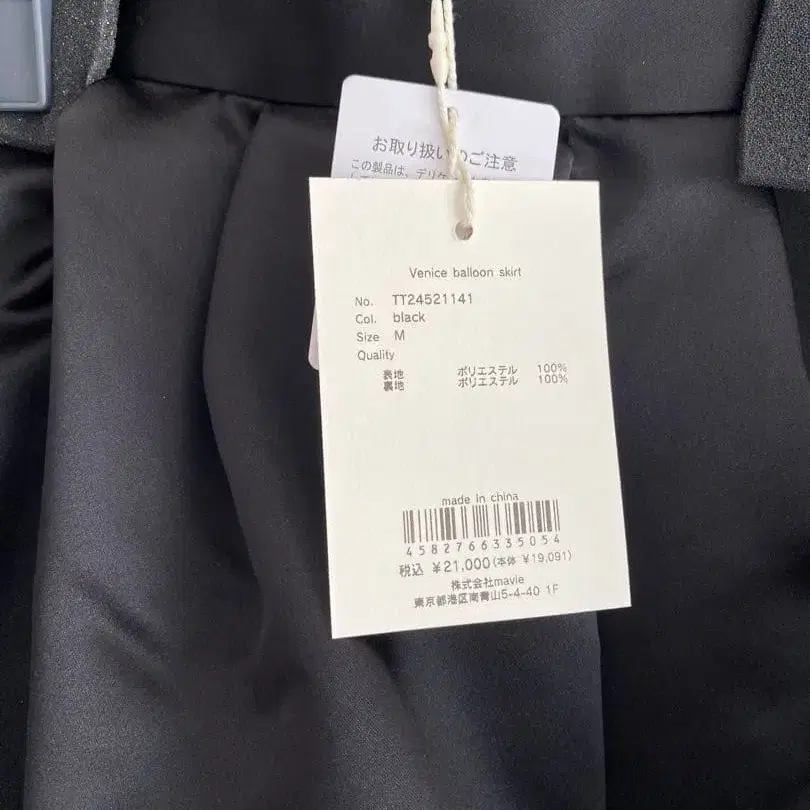 お取り扱いのご注意
この製品は、デリケ
Venice balloon skirt
No. TT24521141
Col. black
Size M
Quality
表地 ポリエステル 100%
裏地 ポリエステル 100%
made in china
4582766335054
税込 ¥21,000(本体 ¥19,091)
株式会社mavie
東京都港区南青山5-4-40 1F